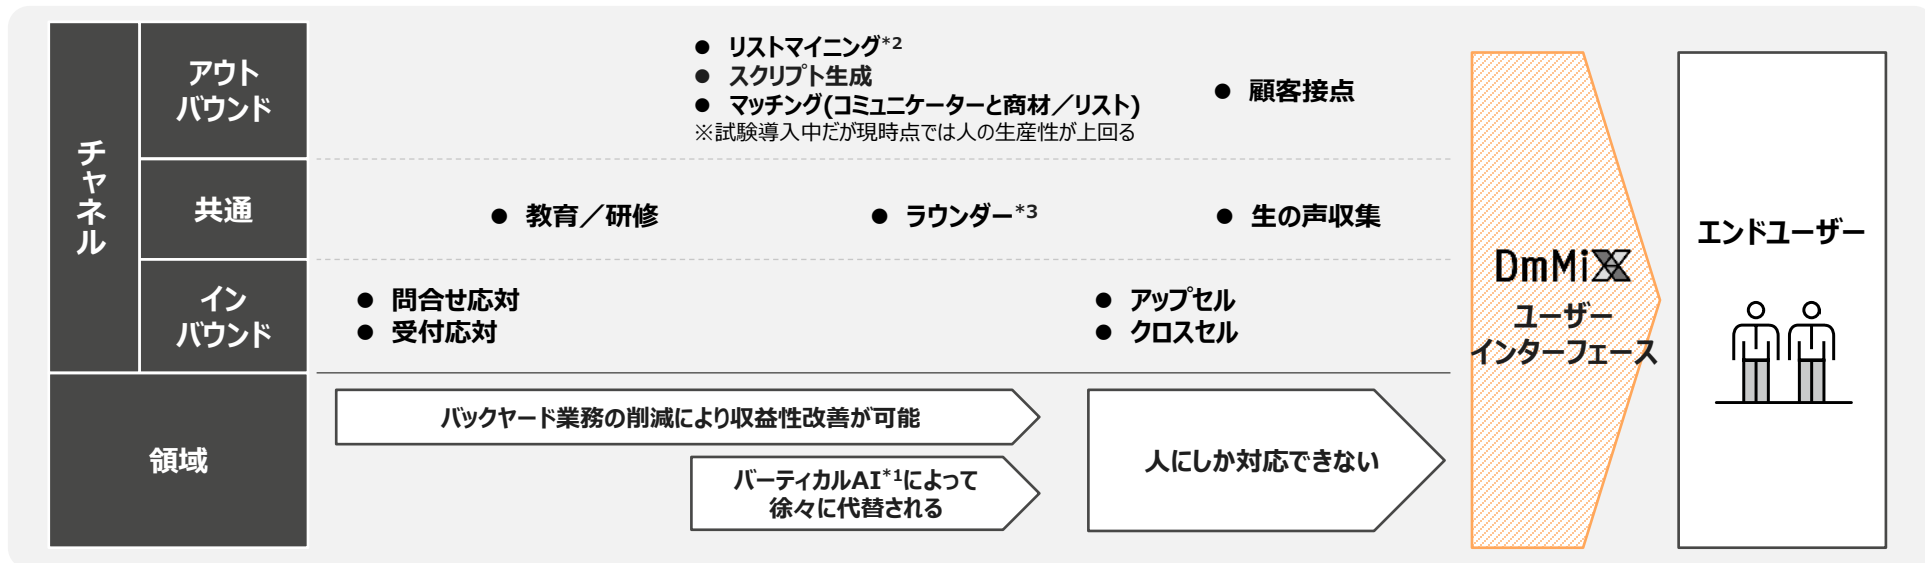 チャネル
アウト
バウンド
● リストマイニング*2
● スクリプト生成
● マッチング(コミュニケーターと商材／リスト)
※試験導入中だが現時点では人の生産性が上回る
● 顧客接点
共通
● 教育／研修
● ラウンダー*3
● 生の声収集
イン
バウンド
● 問合せ応対
● 受付応対
● アップセル
● クロスセル
領域
バックヤード業務の削減により収益性改善が可能
バーティカルAI*1によって
徐々に代替される
人にしか対応できない
DmMiX
ユーザー
インターフェース
エンドユーザー